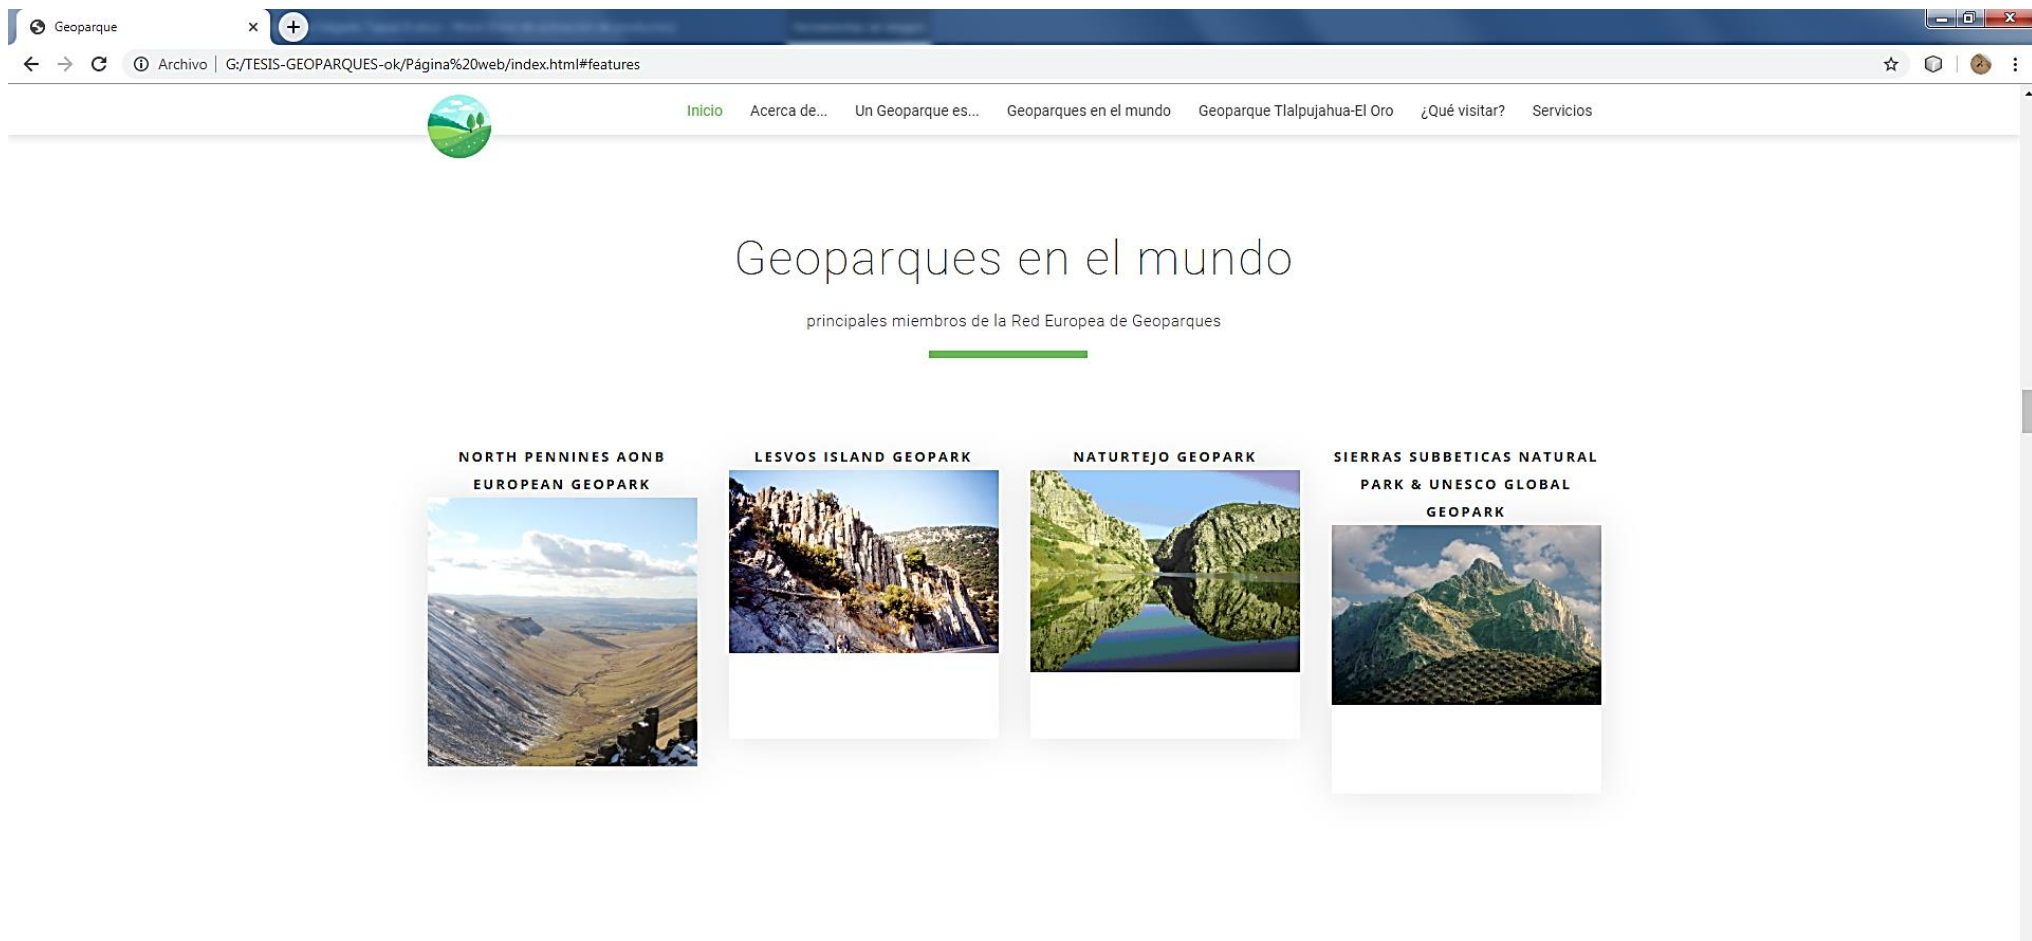 Geoparque
Archivo G:/TESIS-GEOPARQUES-ok/Página%20web/index.html#features
Inicio Acerca de... Un Geoparque es... Geoparques en el mundo Geoparque Tlalpujahua-El Oro ¿Qué visitar? Servicios
Geoparques en el mundo
principales miembros de la Red Europea de Geoparques
NORTH PENNINES AONB
EUROPEAN GEOPARK
LESVOS ISLAND GEOPARK
NATURTEJO GEOPARK
SIERRAS SUBBETICAS NATURAL
PARK & UNESCO GLOBAL
GEOPARK